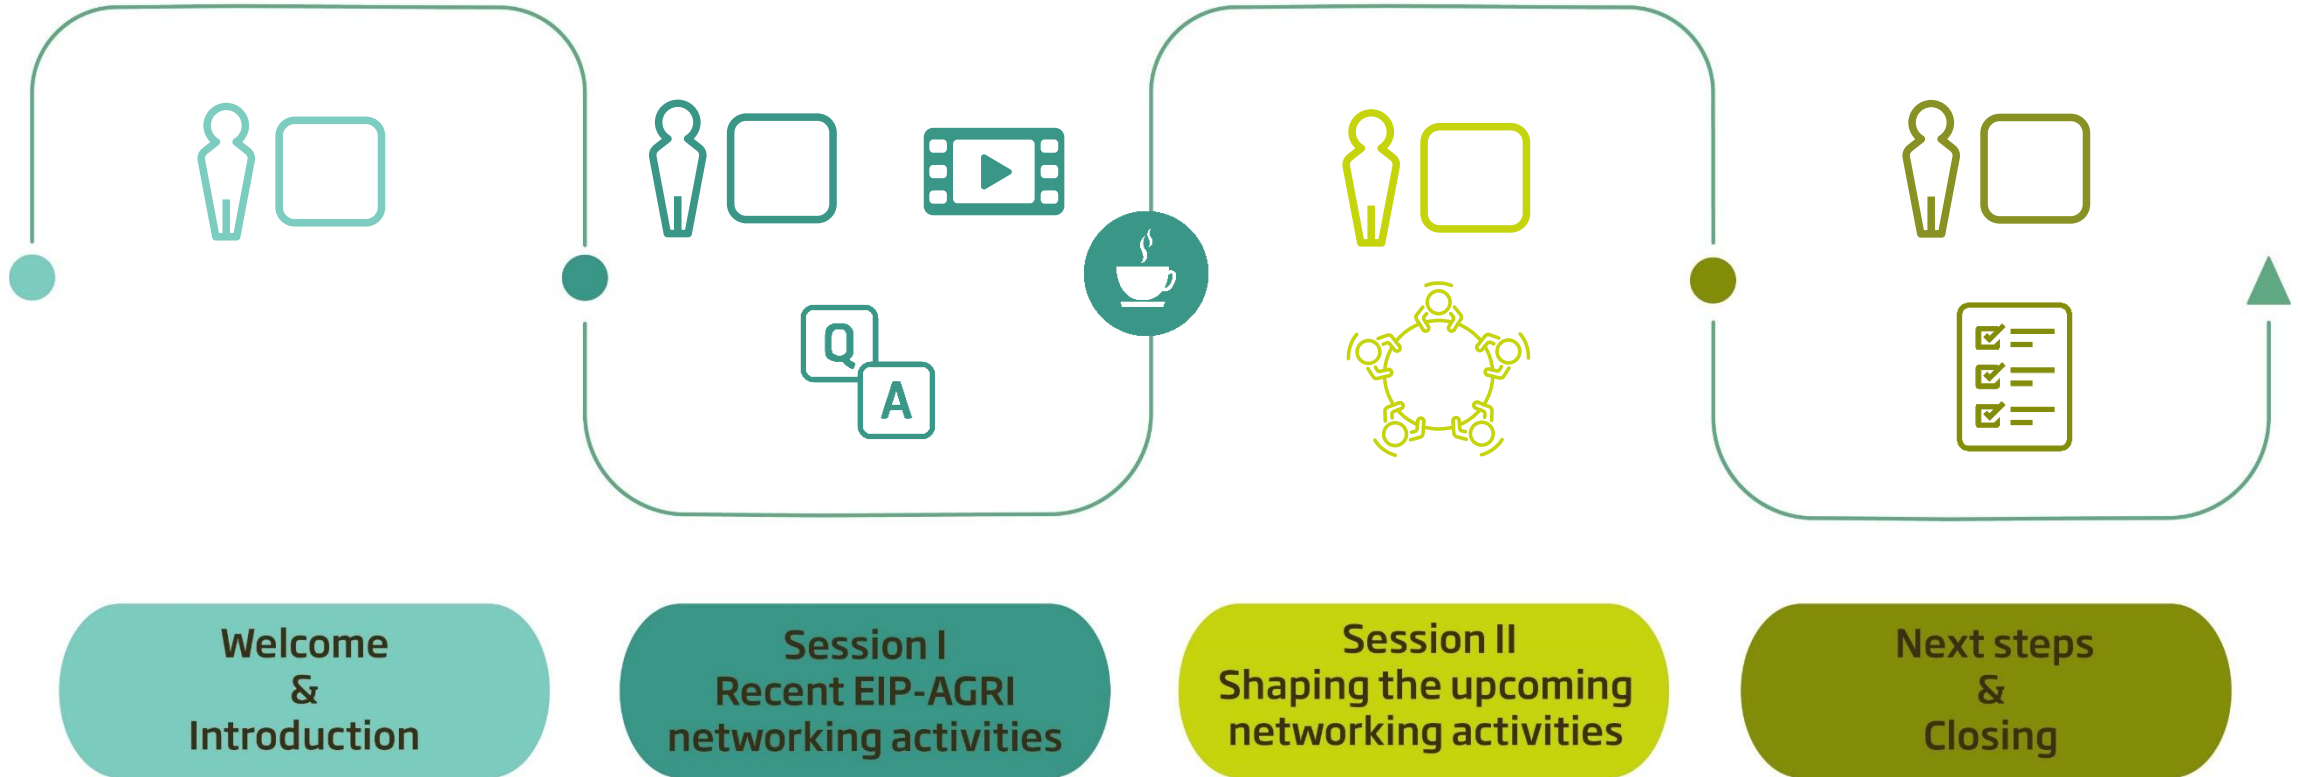 Q
A
Welcome
&
Introduction
Session I
Recent EIP-AGRI
networking activities
Session II
Shaping the upcoming
networking activities
Next steps
&
Closing